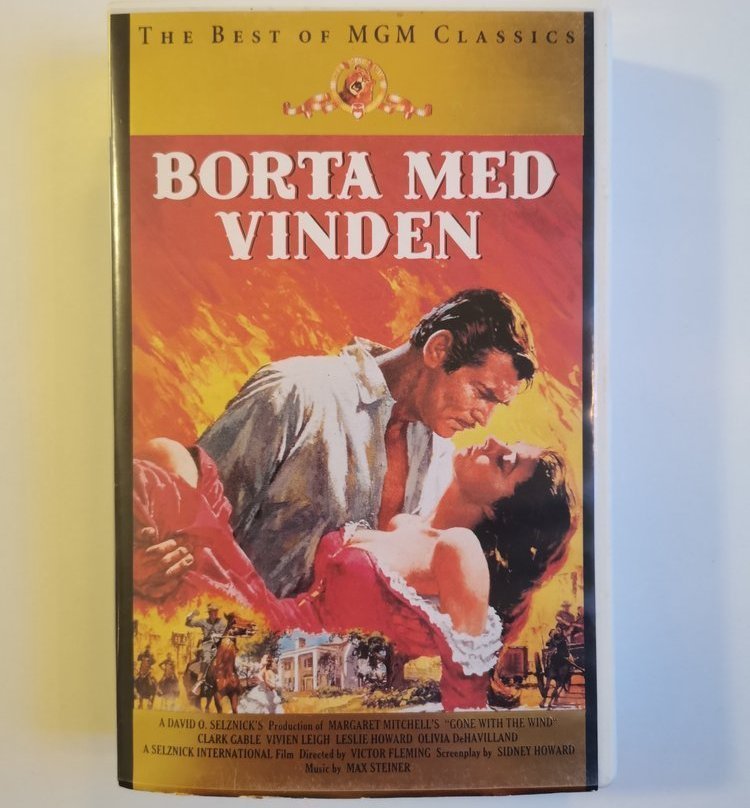 THE BEST OF MGM CLASSICS
BORTA MED
VINDEN
A DAVID O. SELZNICK'S Production of MARGARET MITCHELL'S "GONE WITH THE WIND"
CLARK GABLE VIVIEN LEIGH LESLIE HOWARD OLIVIA DeHAVILLAND
A SELZNICK INTERNATIONAL Film Directed by VICTOR FLEMING Screenplay by SIDNEY HOWARD
Music by MAX STEINER